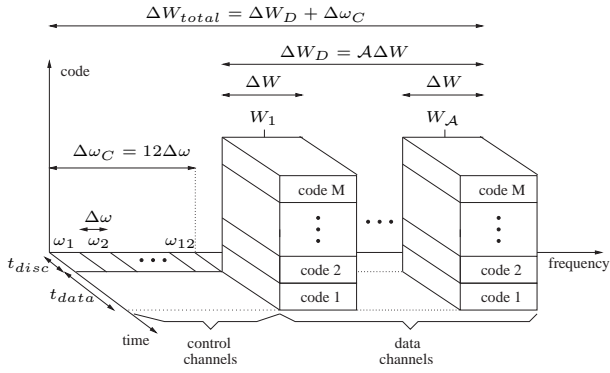 ΔW_total = ΔW_D + Δω_C
code
ΔW_D = 𝒜ΔW
ΔW
ΔW
W_1
W_𝒜
Δω_C = 12Δω
code M
code M
Δω
ω_1
ω_2
ω_12
code 2
code 2
frequency
t_disc
t_data
code 1
code 1
time
control
channels
data
channels